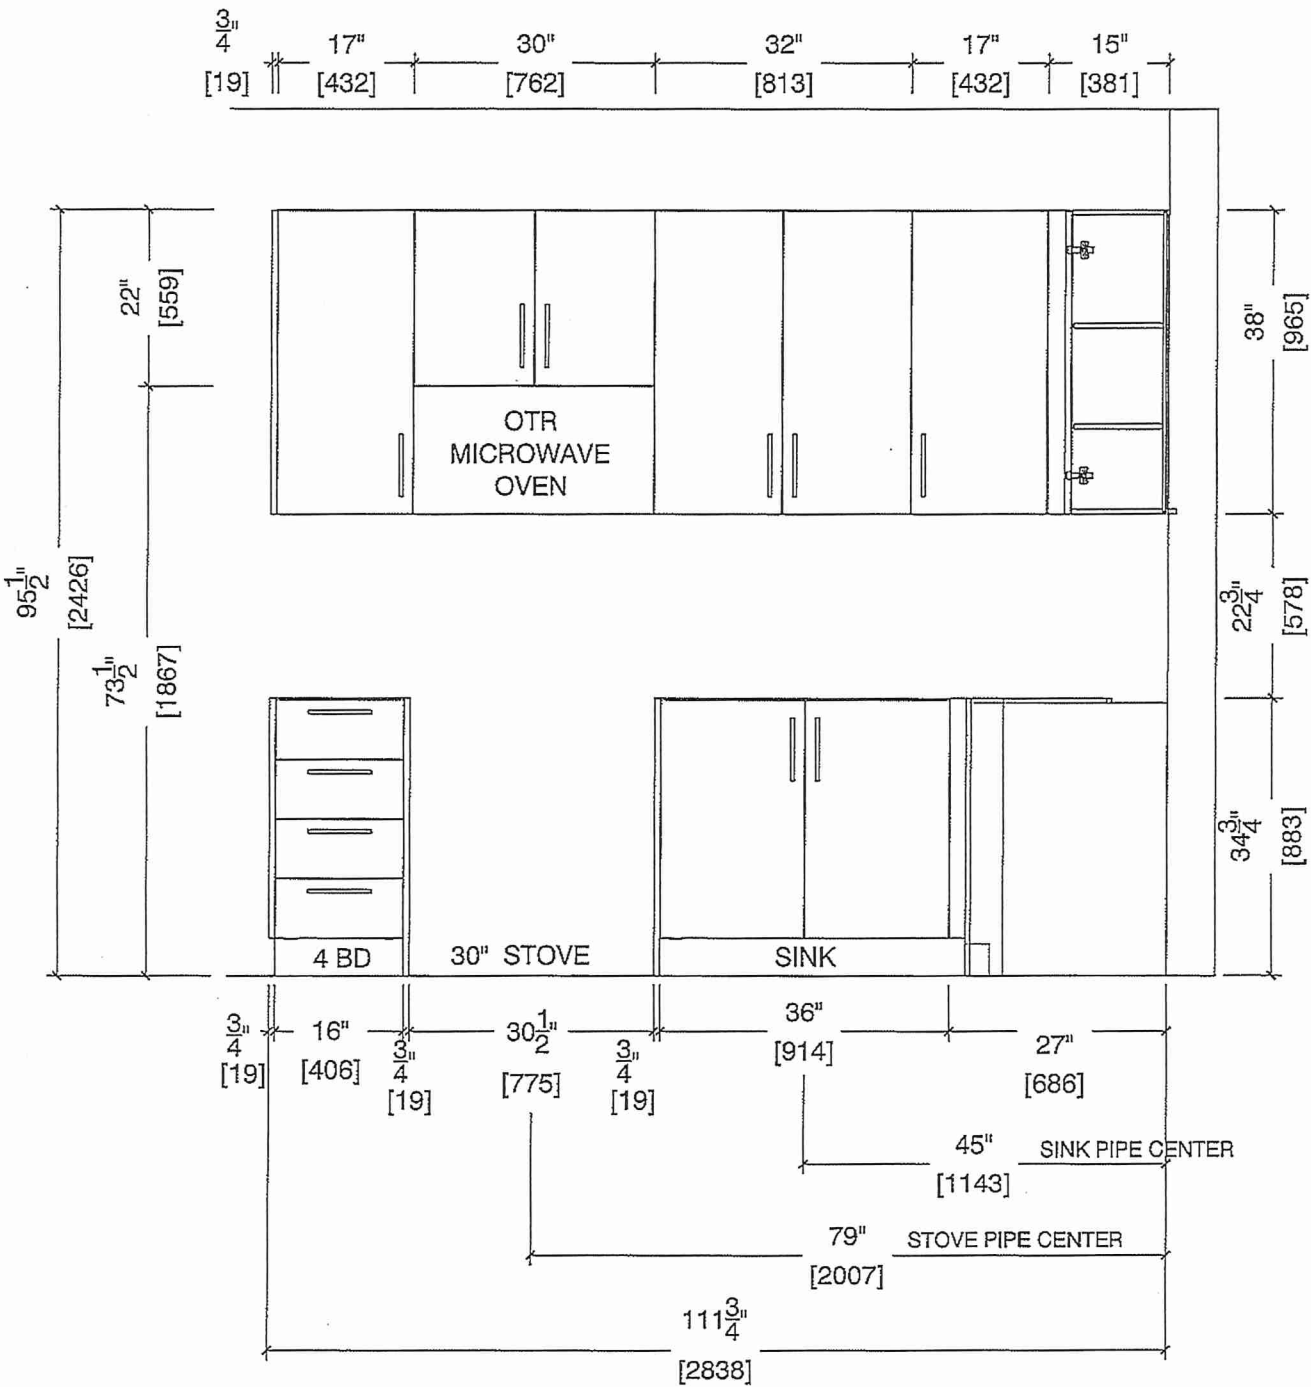 3/4" 17" 30" 32" 17" 15"
[19] [432] [762] [813] [432] [381]
22"
[559]
38"
[965]
OTR
MICROWAVE
OVEN
95 1/2"
[2426]
73 1/2"
[1867]
22 3/4"
[578]
34 3/4"
[883]
4 BD 30" STOVE SINK
3/4" 16" 3/4" 30 1/2" 3/4" 36" 27"
[19] [406] [19] [775] [19] [914] [686]
45" SINK PIPE CENTER
[1143]
79" STOVE PIPE CENTER
[2007]
111 3/4"
[2838]